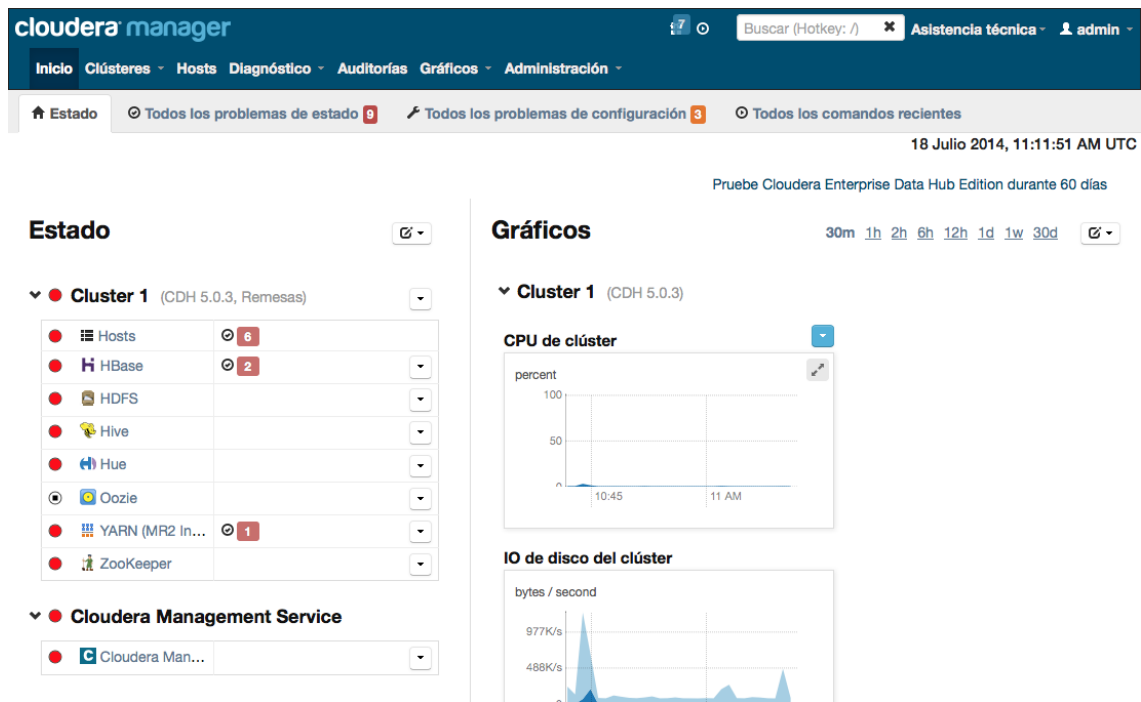 cloudera manager
7
Buscar (Hotkey: /)
Asistencia técnica
admin
Inicio Clústeres Hosts Diagnóstico Auditorías Gráficos Administración
Estado Todos los problemas de estado 9 Todos los problemas de configuración 3 Todos los comandos recientes
18 Julio 2014, 11:11:51 AM UTC
Pruebe Cloudera Enterprise Data Hub Edition durante 60 días
Estado
Cluster 1 (CDH 5.0.3, Remesas)
Hosts 6
HBase 2
HDFS
Hive
Hue
Oozie
YARN (MR2 In... 1
ZooKeeper
Cloudera Management Service
C Cloudera Man...
Gráficos
30m 1h 2h 6h 12h 1d 1w 30d
Cluster 1 (CDH 5.0.3)
CPU de clúster
percent
100
50
0
10:45 11 AM
IO de disco del clúster
bytes / second
977K/s
488K/s
0